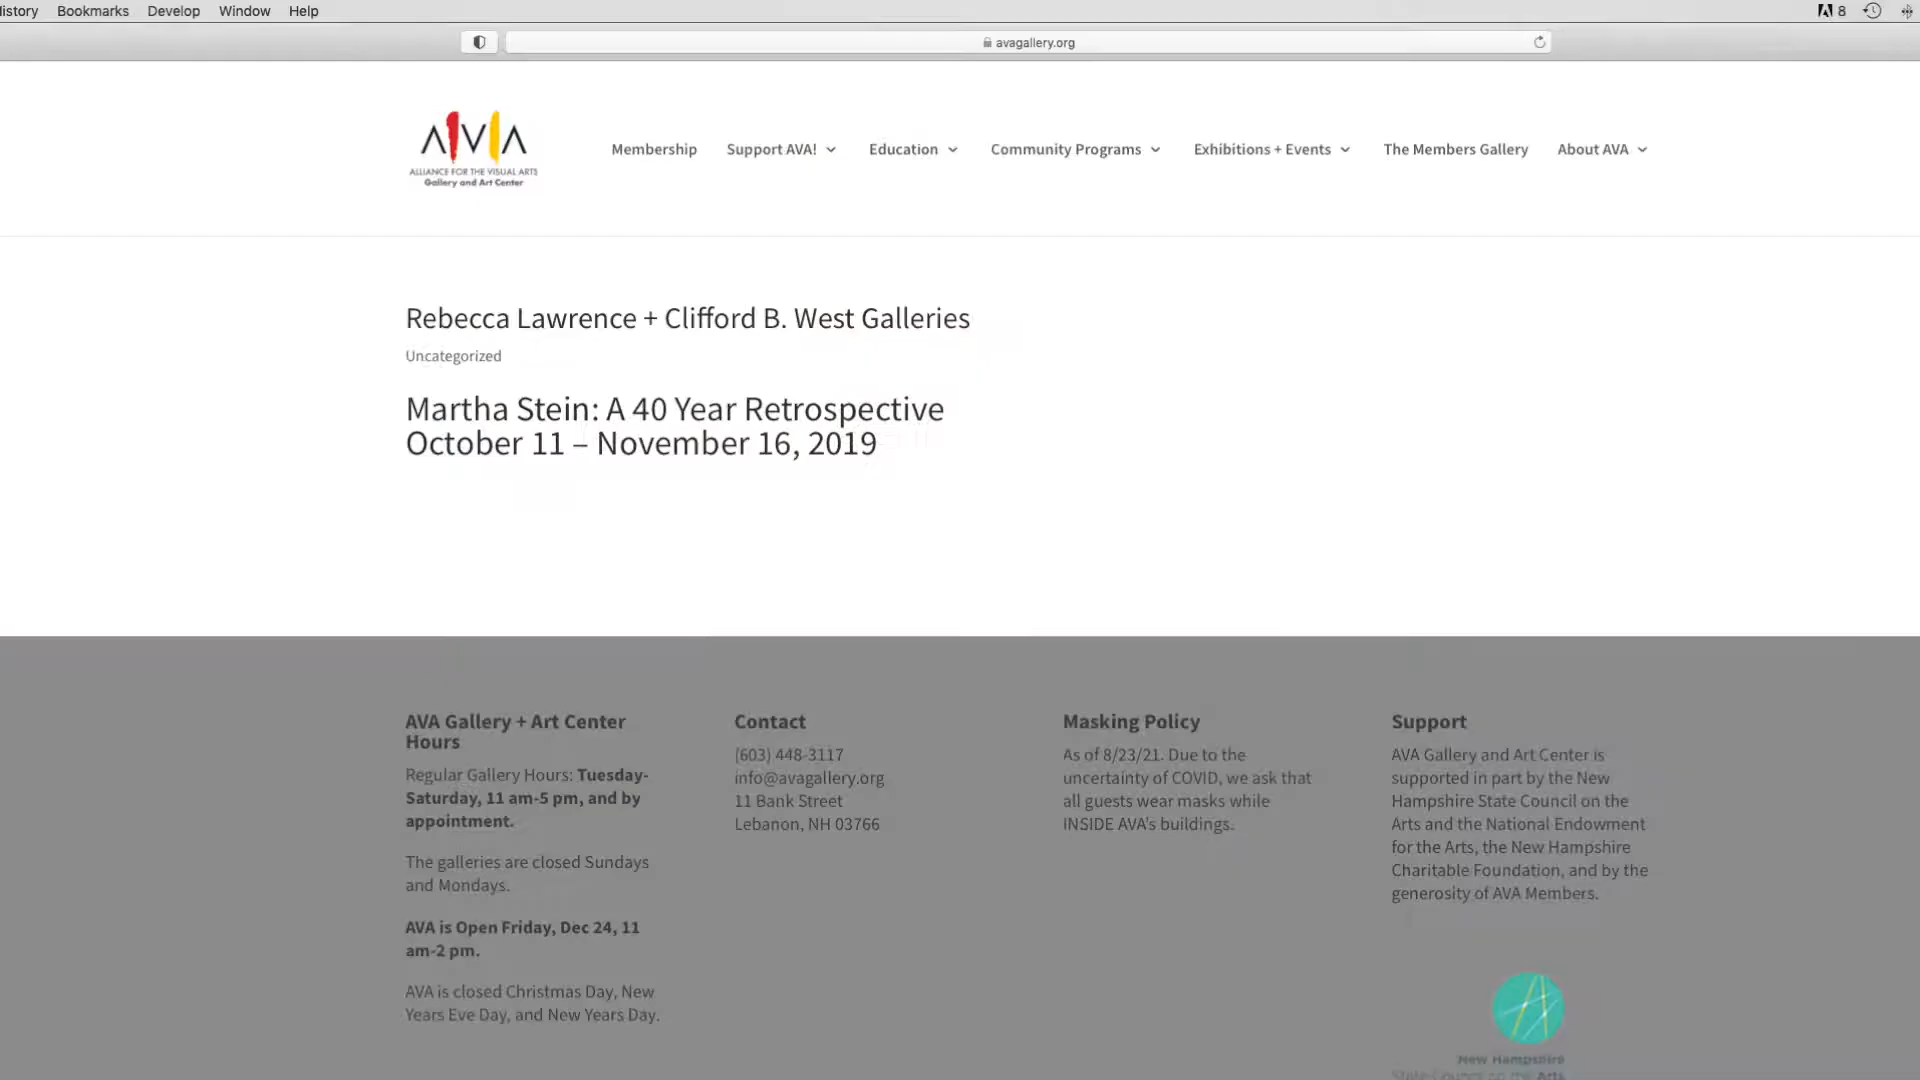 Bookmarks Develop Window Help
8
avagallery.org
AVA
ALLIANCE FOR THE VISUAL ARTS
Gallery and Art Center
Membership Support AVA! Education Community Programs Exhibitions + Events The Members Gallery About AVA
Rebecca Lawrence + Clifford B. West Galleries
Uncategorized
Martha Stein: A 40 Year Retrospective
October 11 – November 16, 2019
AVA Gallery + Art Center
Hours
Regular Gallery Hours: Tuesday-
Saturday, 11 am-5 pm, and by
appointment.
The galleries are closed Sundays
and Mondays.
AVA is Open Friday, Dec 24, 11
am-2 pm.
AVA is closed Christmas Day, New
Years Eve Day, and New Years Day.
Contact
(603) 448-3117
info@avagallery.org
11 Bank Street
Lebanon, NH 03766
Masking Policy
As of 8/23/21. Due to the
uncertainty of COVID, we ask that
all guests wear masks while
INSIDE AVA's buildings.
Support
AVA Gallery and Art Center is
supported in part by the New
Hampshire State Council on the
Arts and the National Endowment
for the Arts, the New Hampshire
Charitable Foundation, and by the
generosity of AVA Members.
New Hampshire
State Council on the Arts